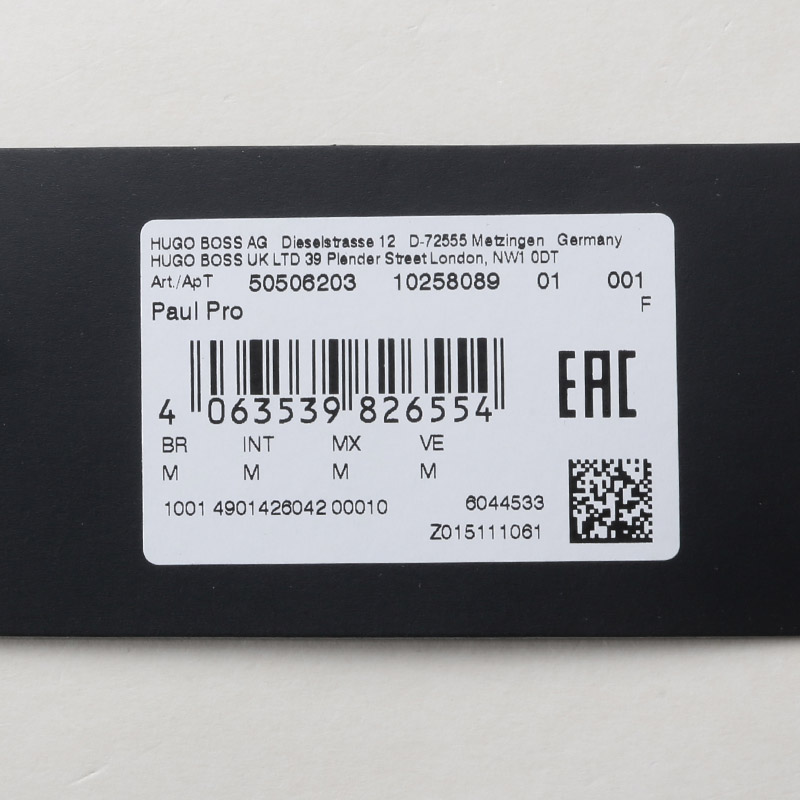 HUGO BOSS AG Dieselstrasse 12 D-72555 Metzingen Germany
HUGO BOSS UK LTD 39 Plender Street London, NW1 0DT
Art./ApT 50506203 10258089 01 001
Paul Pro F
EAC
4 063539 826554
BR INT MX VE
M M M M
1001 4901426042 00010 6044533
Z015111061